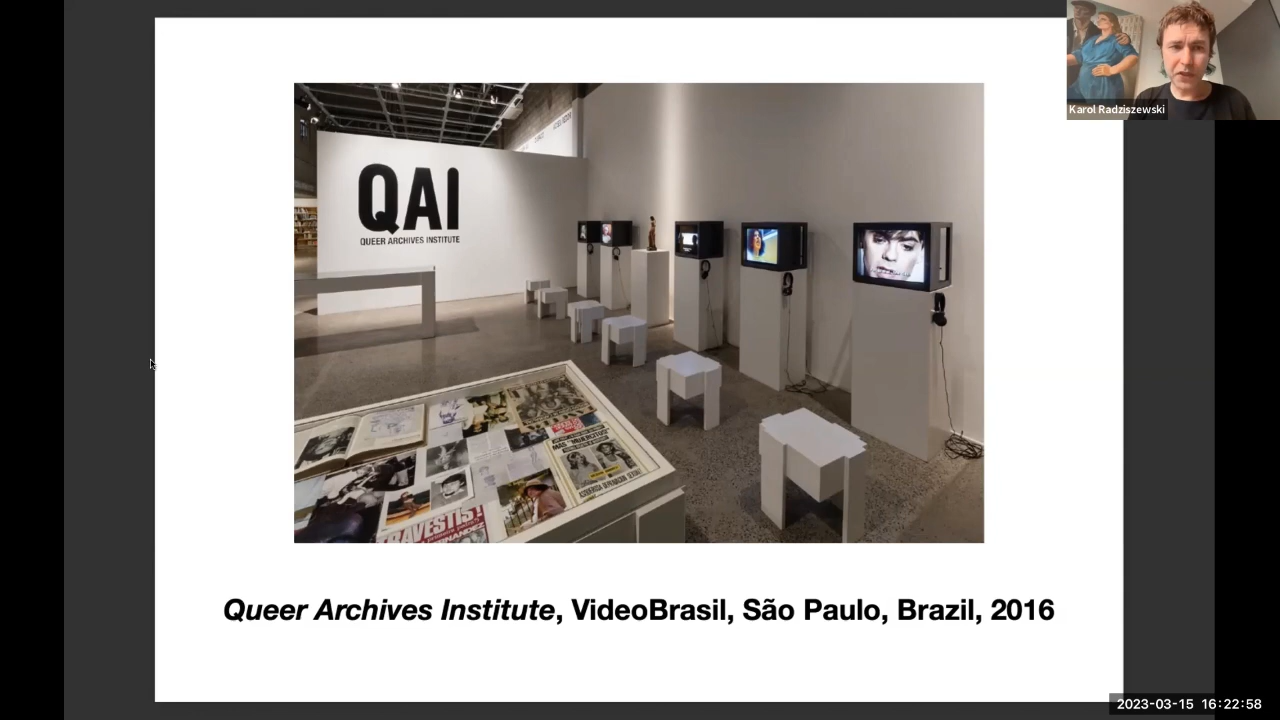 Karol Radziszewski
QAI
QUEER ARCHIVES INSTITUTE
TRAVESTIS!
Queer Archives Institute, VideoBrasil, São Paulo, Brazil, 2016
2023-03-15 16:22:58